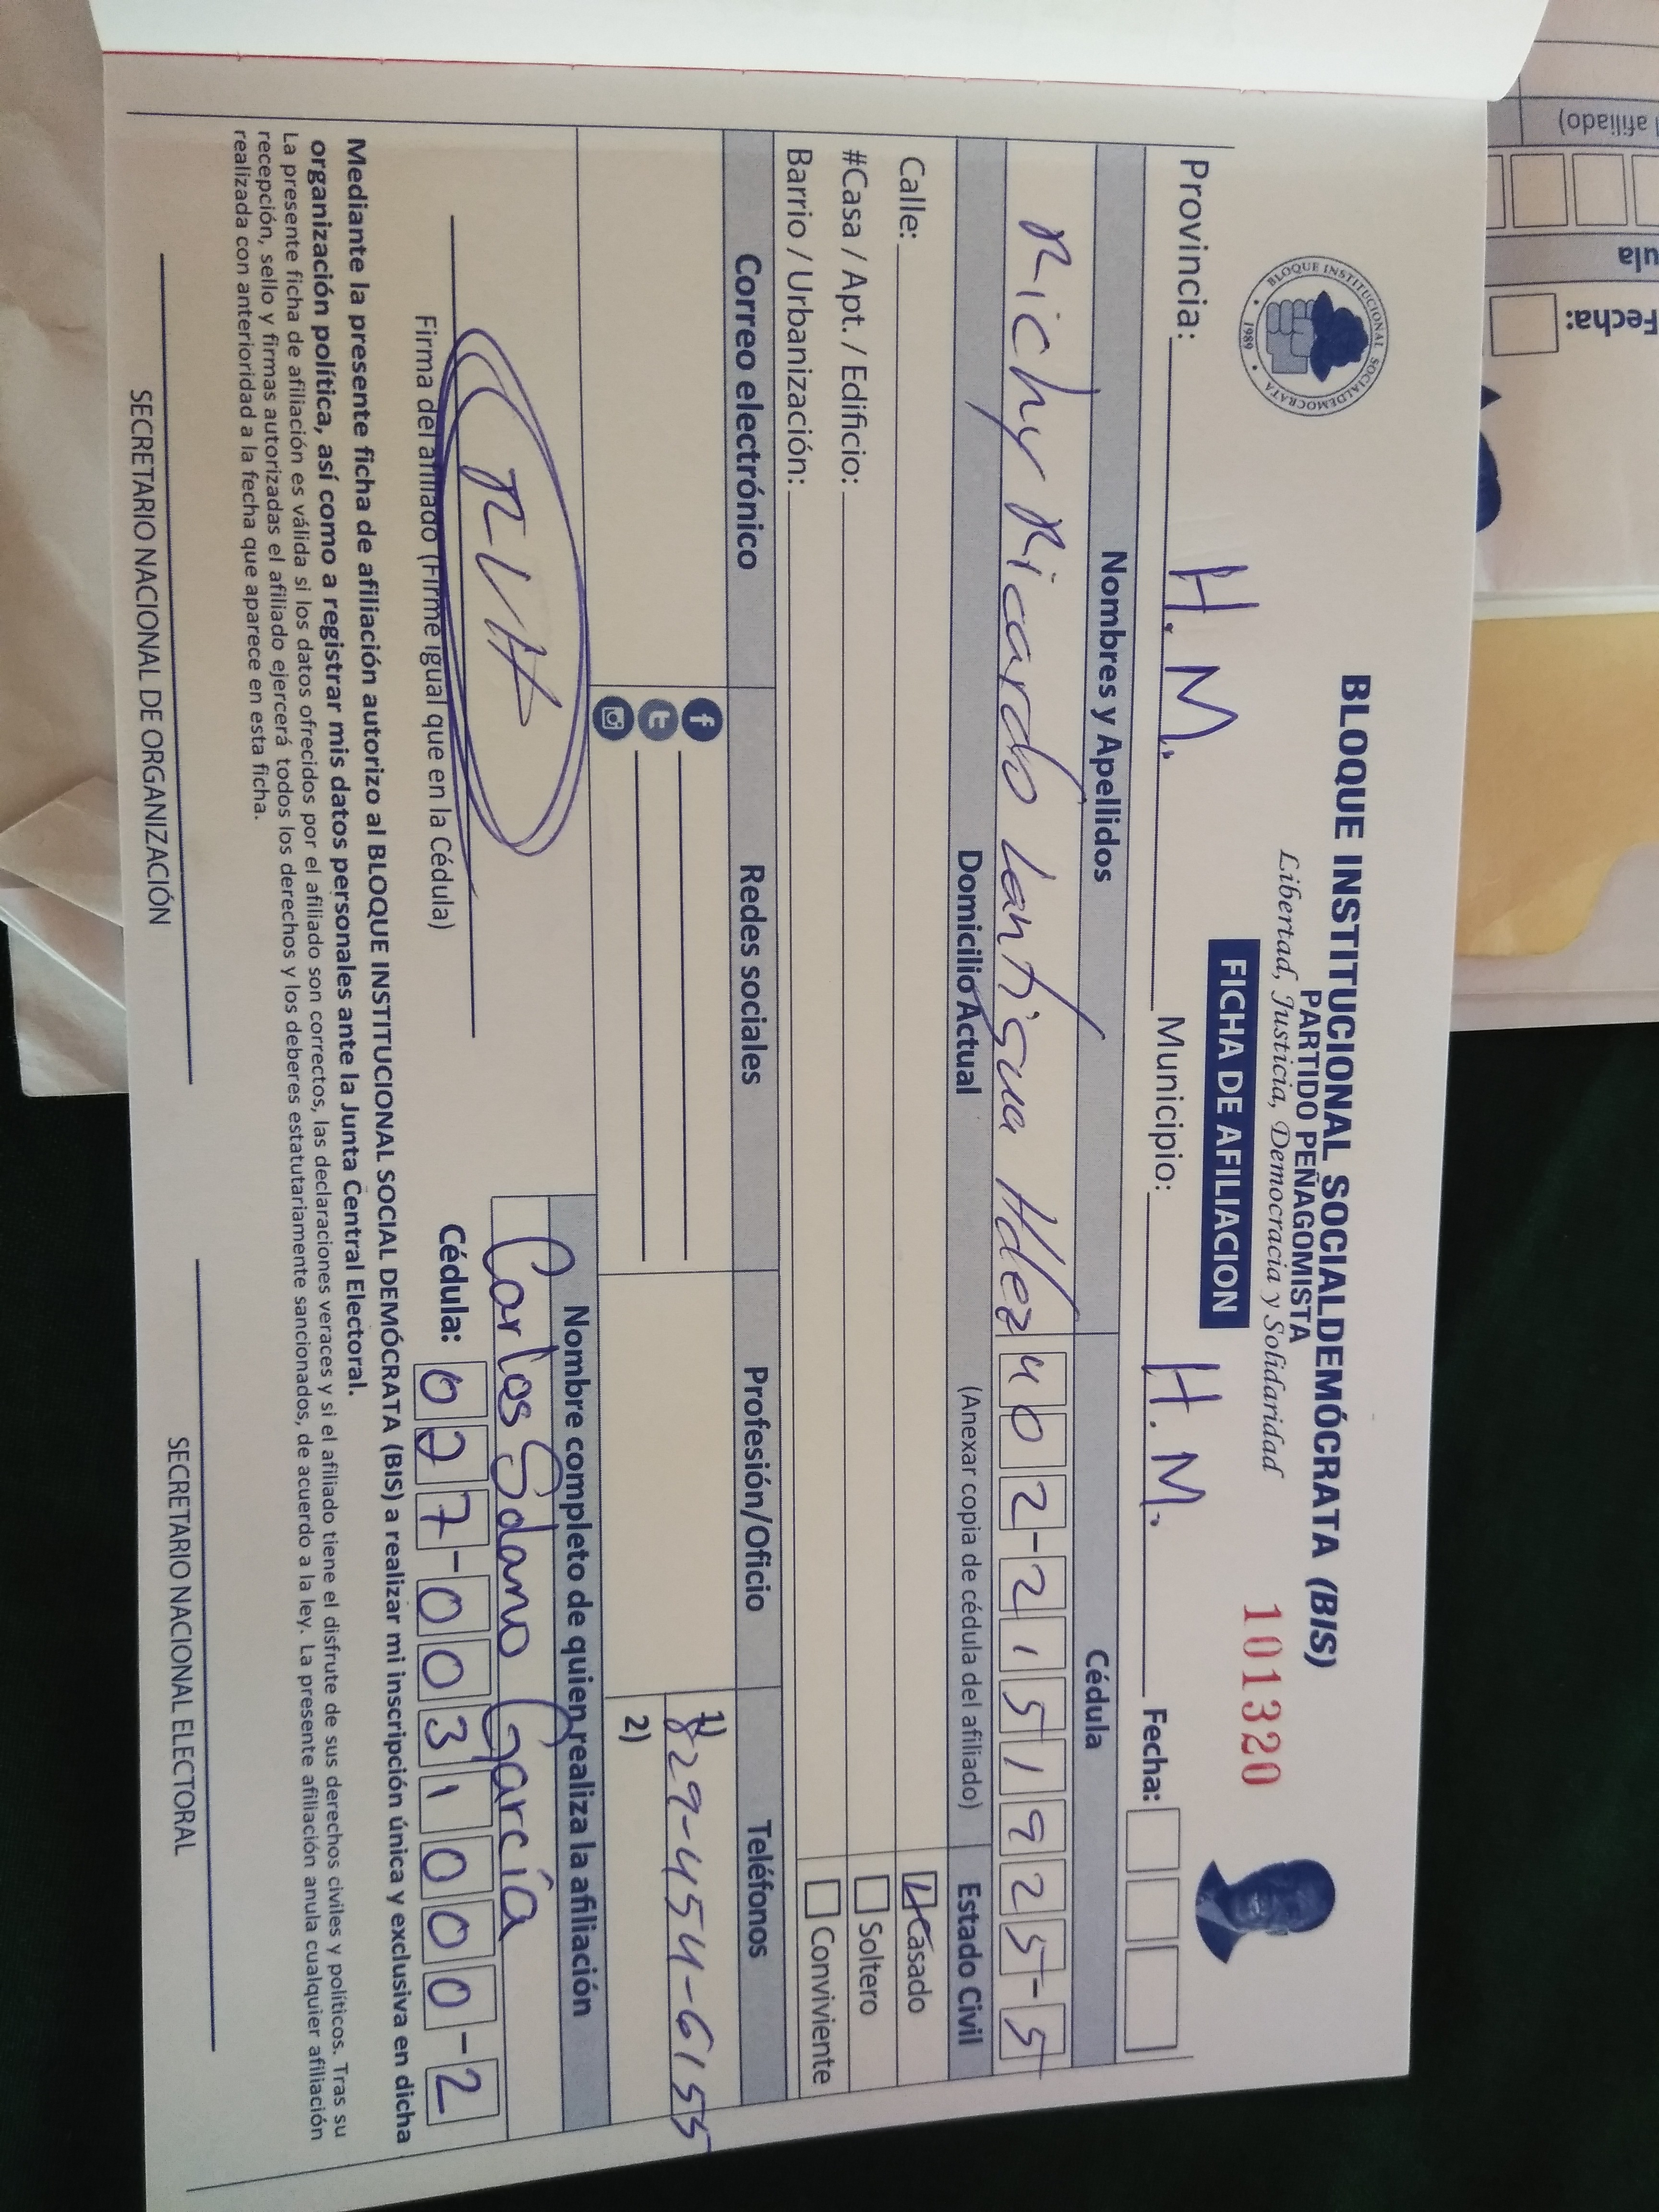 BLOQUE INSTITUCIONAL SOCIALDEMÓCRATA (BIS)
PARTIDO PEÑAGOMISTA
Libertad, Justicia, Democracia y Solidaridad
FICHA DE AFILIACION
101320
BLOQUE INSTITUCIONAL SOCIALDEMOCRATA
1989
Provincia: H. M. Municipio: H. M. Fecha:
Nombres y Apellidos Cédula
Richy Ricardo Lantigua Hdez 402-2151925-5
Domicilio Actual (Anexar copia de cédula del afiliado) Estado Civil
Calle: Casado
#Casa / Apt. / Edificio: Soltero
Barrio / Urbanización: Conviviente
Correo electrónico Redes sociales Profesión/Oficio Teléfonos
1) 829-454-6155
2)
Nombre completo de quien realiza la afiliación
RLH Carlos Solano García
Firma del afiliado (Firme igual que en la Cédula) Cédula: 027-0031000-2
Mediante la presente ficha de afiliación autorizo al BLOQUE INSTITUCIONAL SOCIAL DEMÓCRATA (BIS) a realizar mi inscripción única y exclusiva en dicha
organización política, así como a registrar mis datos personales ante la Junta Central Electoral.
La presente ficha de afiliación es válida si los datos ofrecidos por el afiliado son correctos, las declaraciones veraces y si el afiliado tiene el disfrute de sus derechos civiles y políticos. Tras su
recepción, sello y firmas autorizadas el afiliado ejercerá todos los derechos y los deberes estatutariamente sancionados, de acuerdo a la ley. La presente afiliación anula cualquier afiliación
realizada con anterioridad a la fecha que aparece en esta ficha.
SECRETARIO NACIONAL DE ORGANIZACIÓN SECRETARIO NACIONAL ELECTORAL
afiliado)
ula
Fecha: